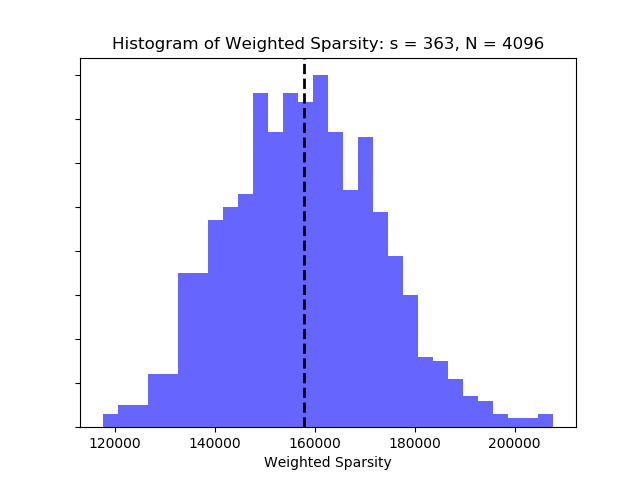 Histogram of Weighted Sparsity: s = 363, N = 4096
120000 140000 160000 180000 200000
Weighted Sparsity